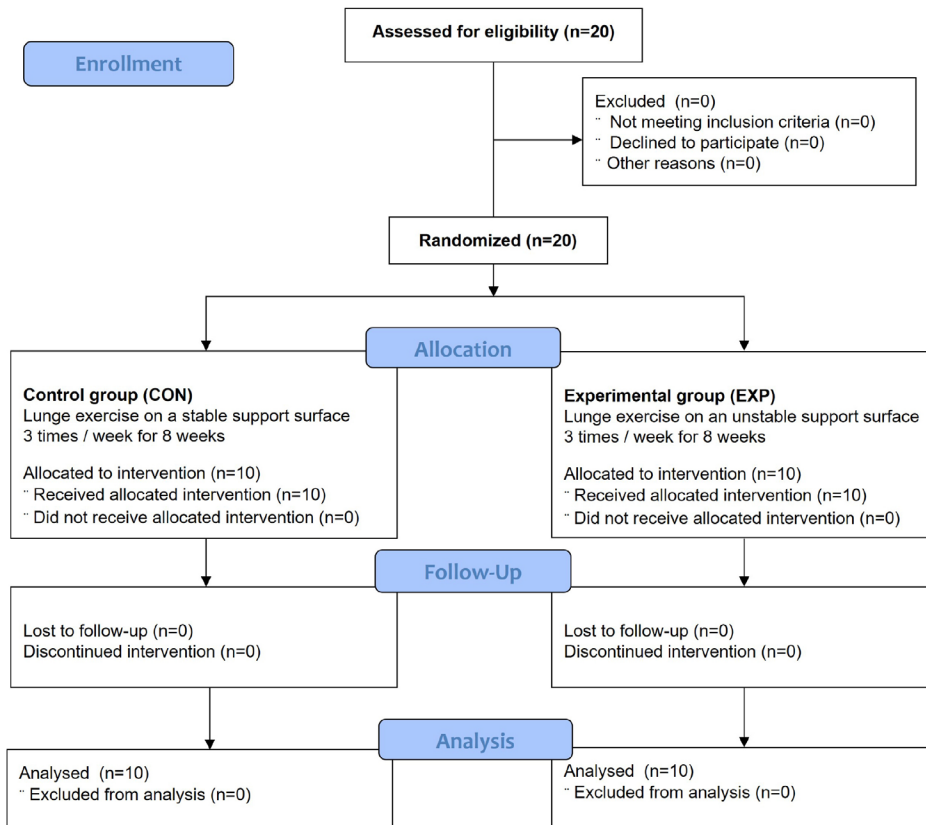 Assessed for eligibility (n=20)
Enrollment
Excluded (n=0)
¨ Not meeting inclusion criteria (n=0)
¨ Declined to participate (n=0)
¨ Other reasons (n=0)
Randomized (n=20)
Allocation
Control group (CON)
Lunge exercise on a stable support surface
3 times / week for 8 weeks
Allocated to intervention (n=10)
¨ Received allocated intervention (n=10)
¨ Did not receive allocated intervention (n=0)
Experimental group (EXP)
Lunge exercise on an unstable support surface
3 times / week for 8 weeks
Allocated to intervention (n=10)
¨ Received allocated intervention (n=10)
¨ Did not receive allocated intervention (n=0)
Follow-Up
Lost to follow-up (n=0)
Discontinued intervention (n=0)
Lost to follow-up (n=0)
Discontinued intervention (n=0)
Analysis
Analysed (n=10)
¨ Excluded from analysis (n=0)
Analysed (n=10)
¨ Excluded from analysis (n=0)